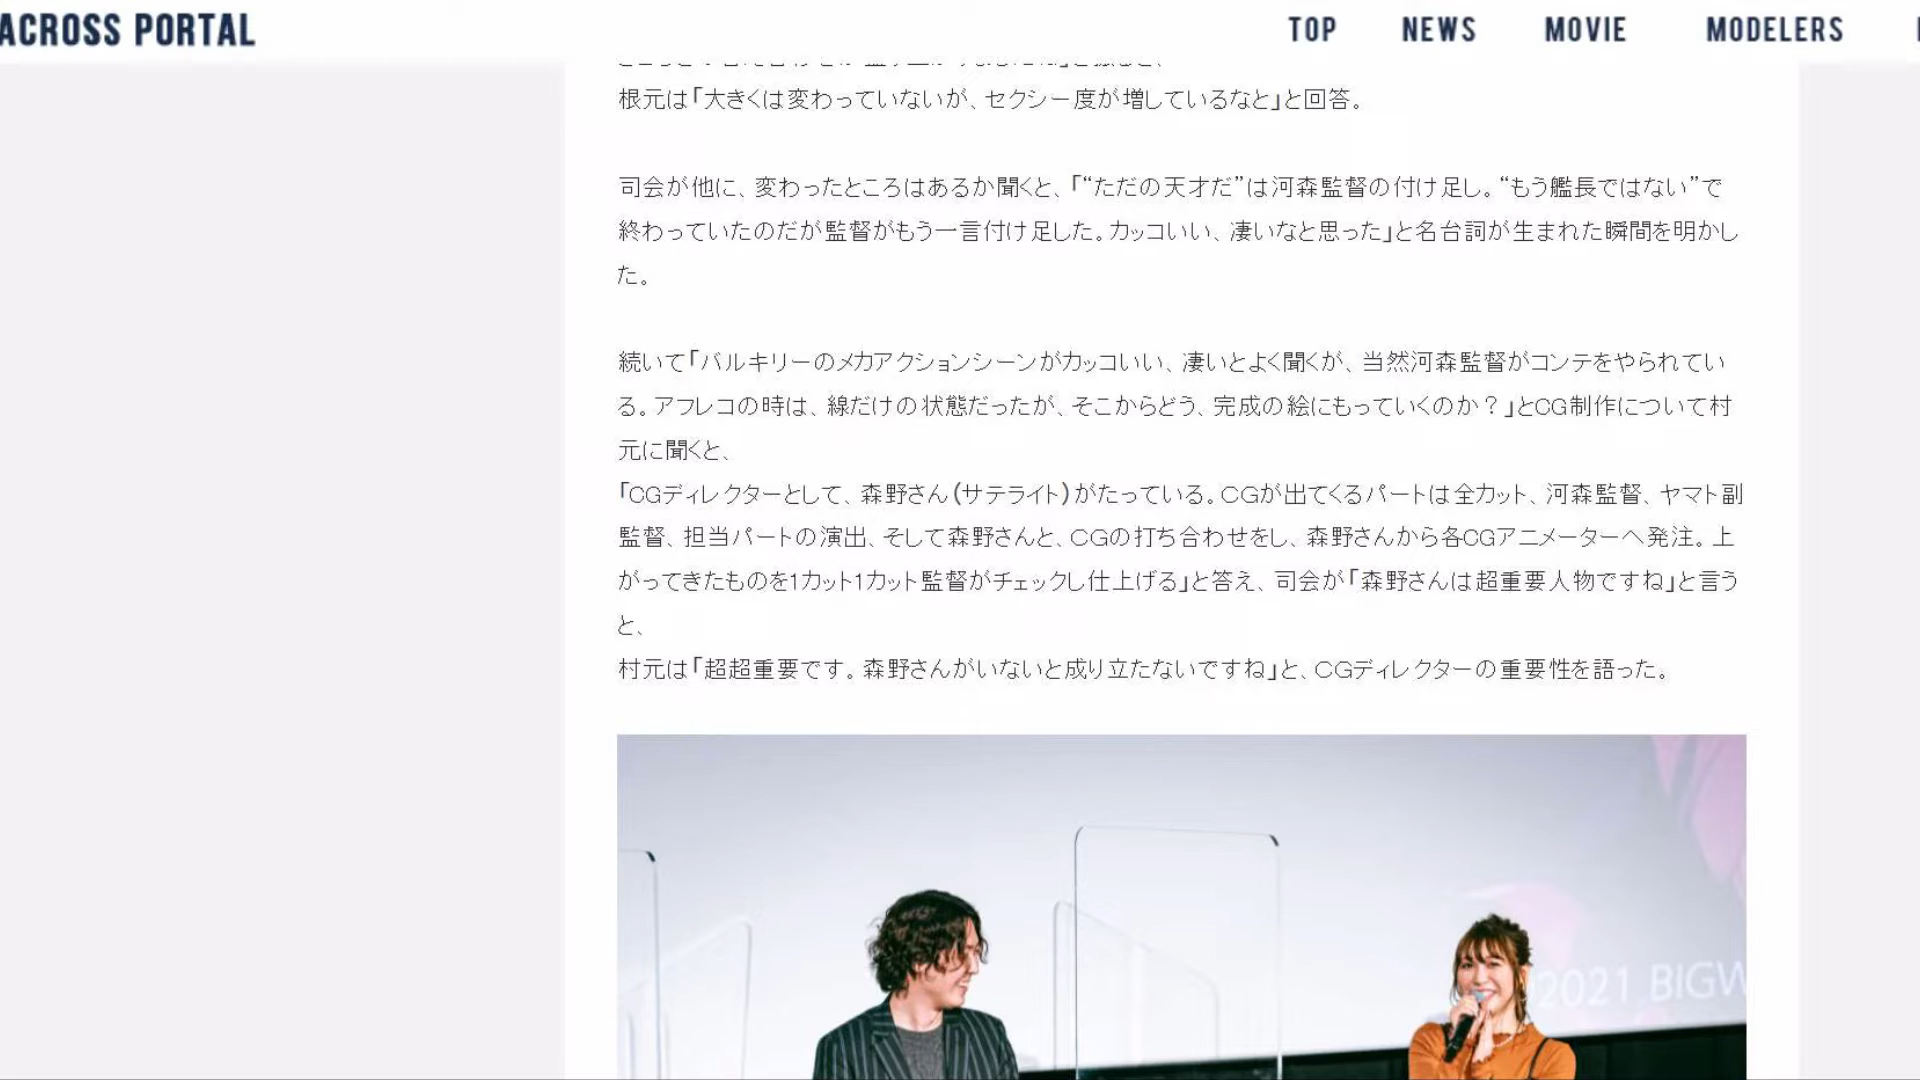 ACROSS PORTAL
TOP
NEWS
MOVIE
MODELERS
根元は「大きくは変わっていないが、セクシー度が増しているなと」と回答。
司会が他に、変わったところはあるか聞くと、「“ただの天才だ”は河森監督の付け足し。“もう艦長ではない”で
終わっていたのだが監督がもう一言付け足した。カッコいい、凄いなと思った」と名台詞が生まれた瞬間を明かし
た。
続いて「バルキリーのメカアクションシーンがカッコいい、凄いとよく聞くが、当然河森監督がコンテをやられてい
る。アフレコの時は、線だけの状態だったが、そこからどう、完成の絵にもっていくのか？」とCG制作について村
元に聞くと、
「CGディレクターとして、森野さん(サテライト)がたっている。CGが出てくるパートは全カット、河森監督、ヤマト副
監督、担当パートの演出、そして森野さんと、CGの打ち合わせをし、森野さんから各CGアニメーターへ発注。上
がってきたものを1カット1カット監督がチェックし仕上げる」と答え、司会が「森野さんは超重要人物ですね」と言う
と、
村元は「超超重要です。森野さんがいないと成り立たないですね」と、CGディレクターの重要性を語った。
2021 BIGW